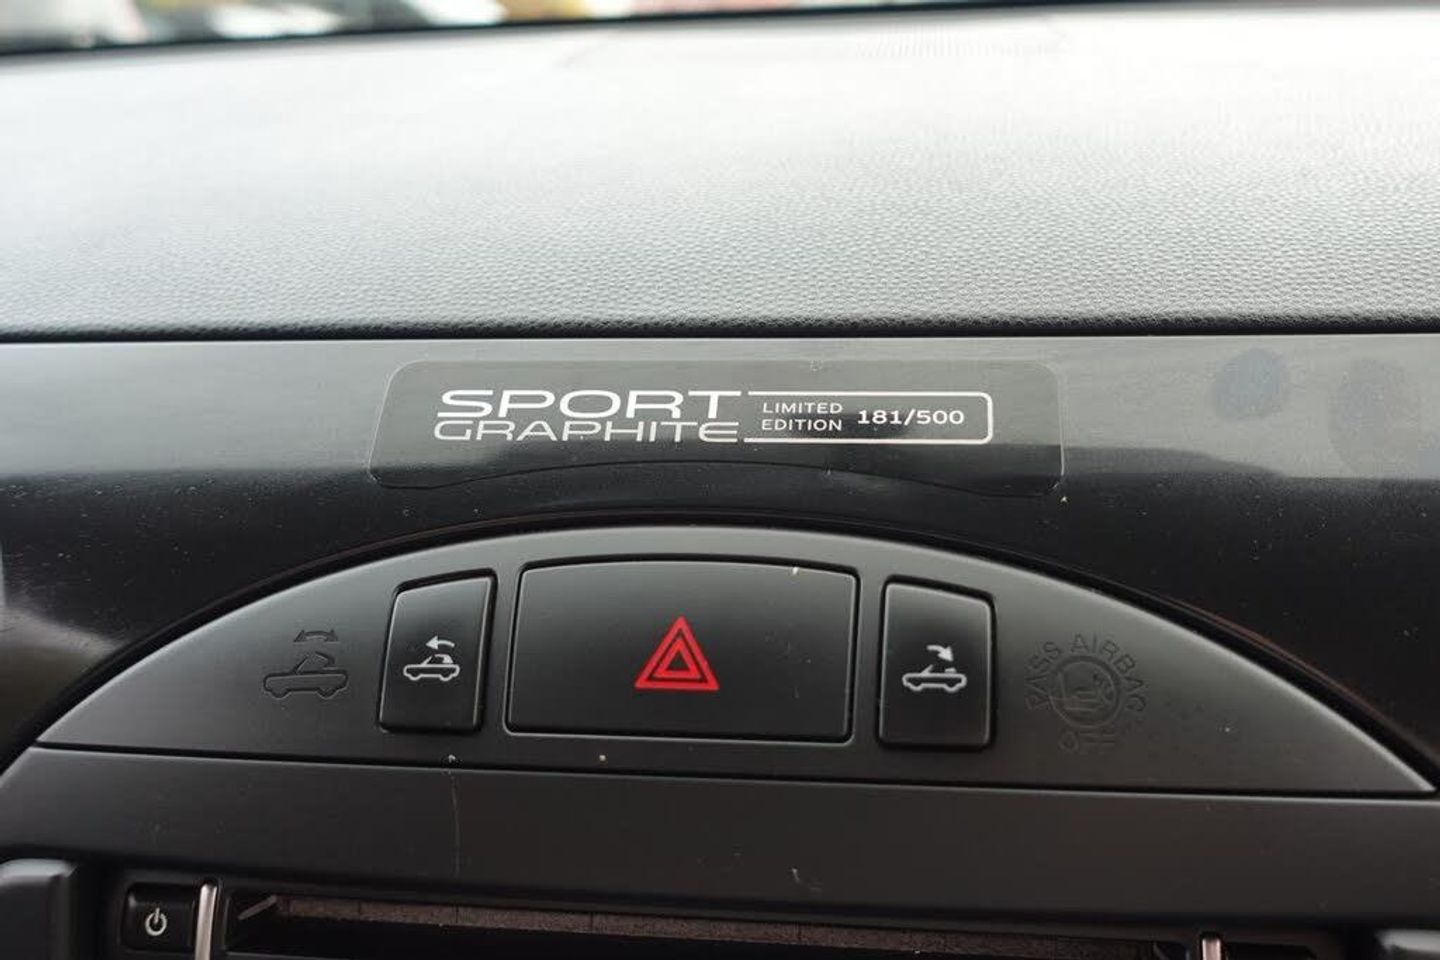 SPORT
GRAPHITE
LIMITED
EDITION
181/500
PASS AIRBAG
OFF